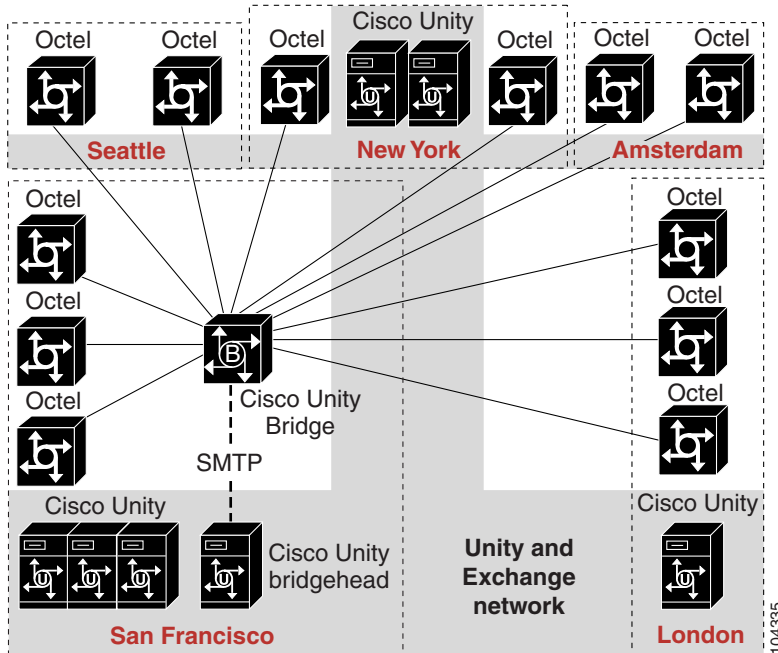 Cisco Unity
Octel
Octel
Octel
Octel
Octel
Octel
Seattle
New York
Amsterdam
Octel
Octel
Octel
Octel
Octel
Octel
B
Cisco Unity
Bridge
SMTP
Cisco Unity
Cisco Unity
Cisco Unity
bridgehead
Unity and
Exchange
network
U
U
U
U
U
U
U
San Francisco
London
104335